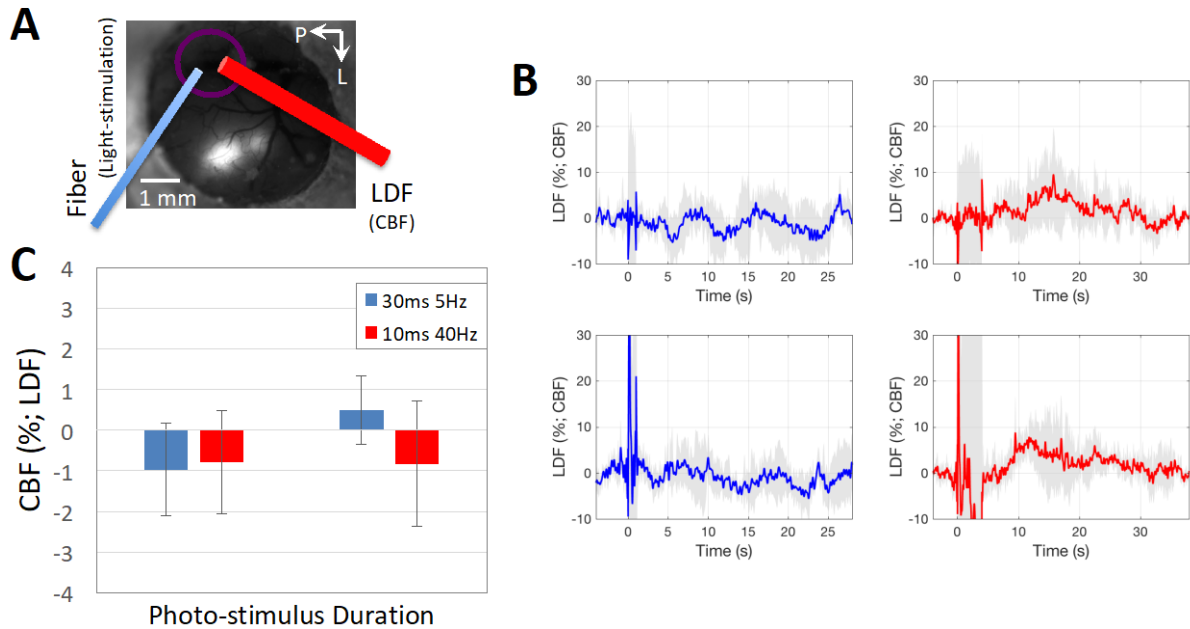 A
P
L
(Light-stimulation)
Fiber
1 mm
LDF
(CBF)
B
30
20
10
0
-10
LDF (%; CBF)
0 5 10 15 20 25
Time (s)
30
20
10
0
-10
LDF (%; CBF)
0 10 20 30
Time (s)
30
20
10
0
-10
LDF (%; CBF)
0 5 10 15 20 25
Time (s)
30
20
10
0
-10
LDF (%; CBF)
0 10 20 30
Time (s)
C
4
3
2
1
0
-1
-2
-3
-4
CBF (%; LDF)
30ms 5Hz
10ms 40Hz
Photo-stimulus Duration